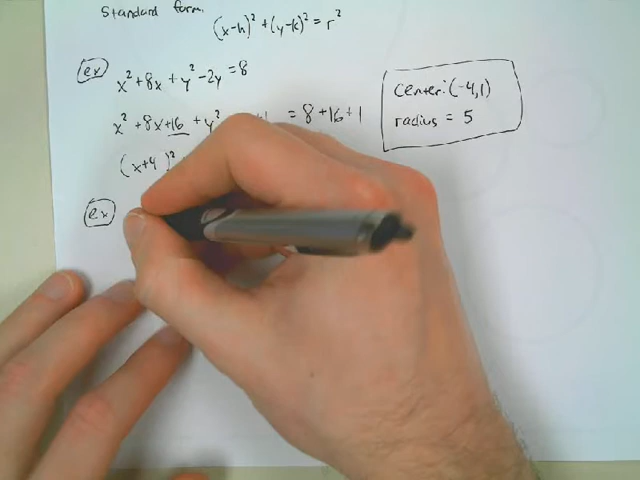 Standard form.
(x-h)² + (y-k)² = r²
ex x² + 8x + y² - 2y = 8
x² + 8x + 16 + y² +1 = 8 + 16 + 1
(x+4)²
center: (-4, 1)
radius = 5
ex